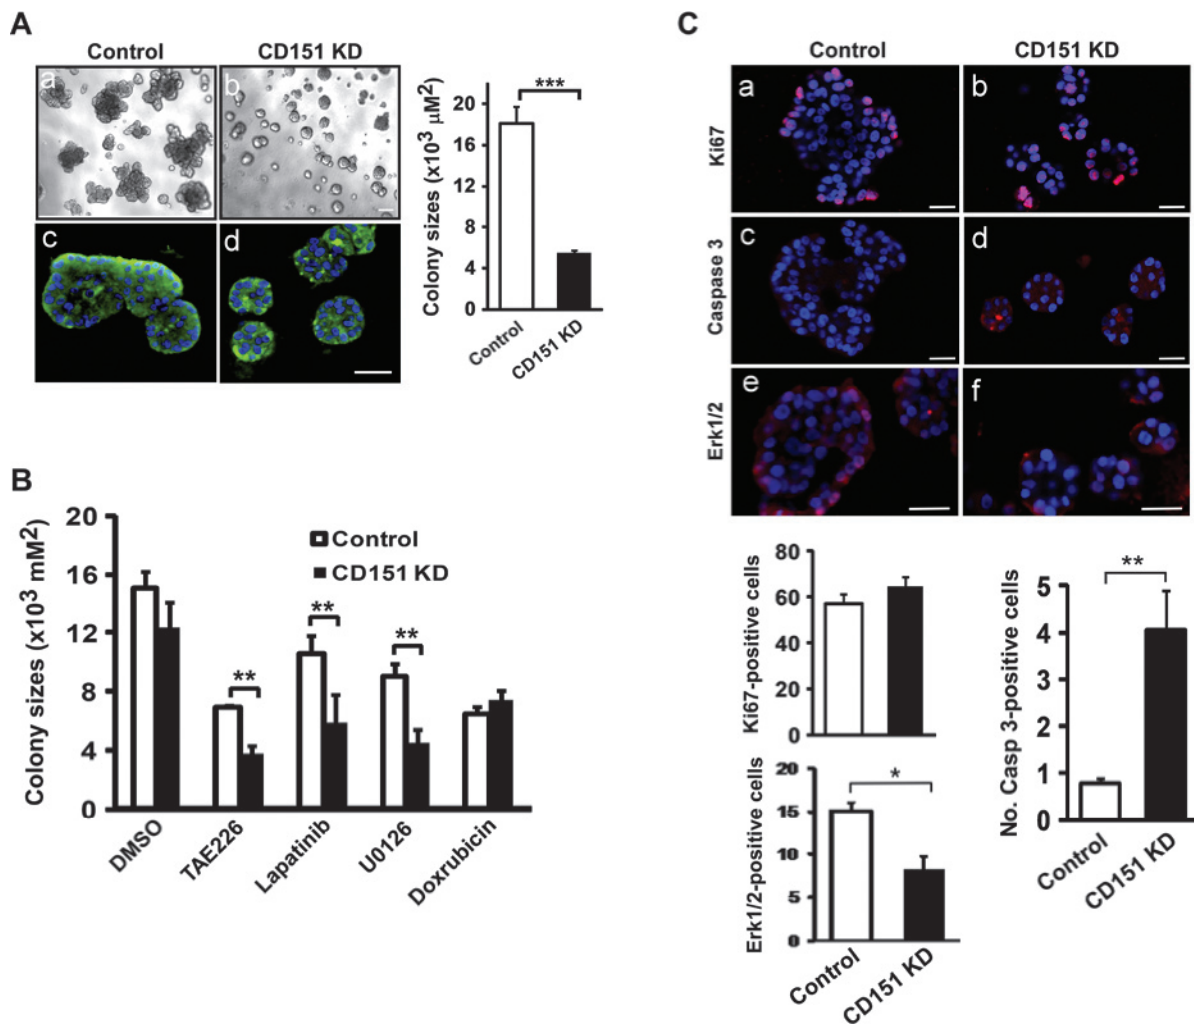 A
Control
CD151 KD
a
b
c
d
Colony sizes (x10³ µM²)
20
16
12
8
4
0
***
Control
CD151 KD
B
Colony sizes (x10³ mM²)
20
16
12
8
4
0
Control
CD151 KD
**
**
**
DMSO
TAE226
Lapatinib
U0126
Doxrubicin
C
Control
CD151 KD
Ki67
a
b
Caspase 3
c
d
Erk1/2
e
f
Ki67-positive cells
80
60
40
20
0
Erk1/2-positive cells
20
15
10
5
0
*
Control
CD151 KD
No. Casp 3-positive cells
5
4
3
2
1
0
**
Control
CD151 KD